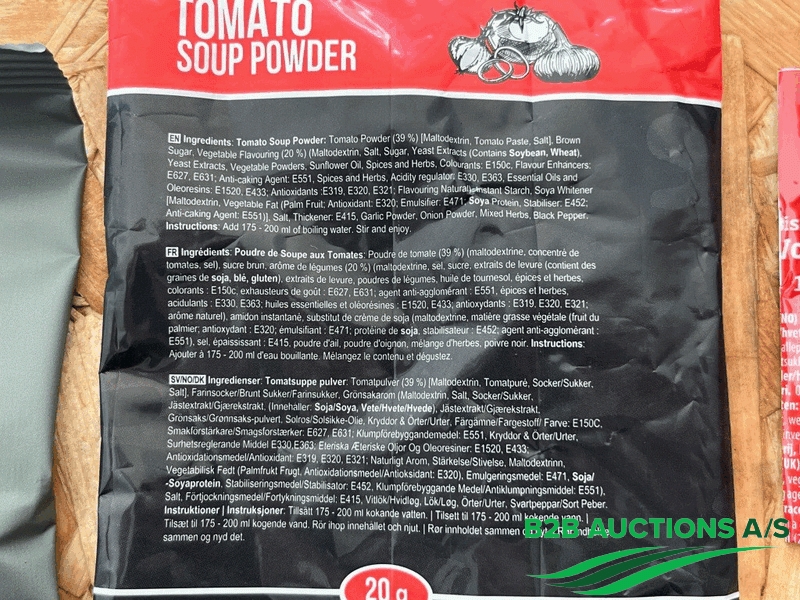 TOMATO
SOUP POWDER
EN Ingredients: Tomato Soup Powder: Tomato Powder (39 %) [Maltodextrin, Tomato Paste, Salt], Brown
Sugar, Vegetable Flavouring (20 %) (Maltodextrin, Salt, Sugar, Yeast Extracts (Contains Soybean, Wheat),
Yeast Extracts, Vegetable Powders, Sunflower Oil, Spices and Herbs, Colourants: E150c, Flavour Enhancers:
E627, E631; Anti-caking Agent: E551, Spices and Herbs, Acidity regulator: E330, E363, Essential Oils and
Oleoresins: E1520, E433; Antioxidants :E319, E320, E321; Flavouring Natural) Instant Starch, Soya Whitener
[Maltodextrin, Vegetable Fat (Palm Fruit; Antioxidant: E320; Emulsifier: E471; Soya Protein, Stabiliser: E452;
Anti-caking Agent: E551)], Salt, Thickener: E415, Garlic Powder, Onion Powder, Mixed Herbs, Black Pepper.
Instructions: Add 175 - 200 ml of boiling water. Stir and enjoy.
FR Ingrédients: Poudre de Soupe aux Tomates: Poudre de tomate (39 %) (maltodextrine, concentré de
tomates, sel), sucre brun, arôme de légumes (20 %) (maltodextrine, sel, sucre, extraits de levure (contient des
graines de soja, blé, gluten), extraits de levure, poudres de légumes, huile de tournesol, épices et herbes,
colorants : E150c, exhausteurs de goût : E627, E631; agent anti-agglomérant : E551, épices et herbes,
acidulants : E330, E363; huiles essentielles et oléorésines : E1520, E433; antioxydants : E319, E320, E321;
arôme naturel), amidon instantané, substitut de crème de soja (maltodextrine, matière grasse végétale (fruit du
palmier; antioxydant : E320; émulsifiant : E471; protéine de soja, stabilisateur : E452; agent anti-agglomérant :
E551), sel, épaississant : E415, poudre d'ail, poudre d'oignon, mélange d'herbes, poivre noir. Instructions:
Ajouter à 175 - 200 ml d'eau bouillante. Mélangez le contenu et dégustez.
SV/NO/DK Ingredienser: Tomatsuppe pulver: Tomatpulver (39 %) [Maltodextrin, Tomatpuré, Socker/Sukker,
Salt], Farinsocker/Brunt Sukker/Farinsukker, Grönsakarom (Maltodextrin, Salt, Socker/Sukker,
Jästextrakt/Gjærekstrakt, (Innehaller: Soja/Soya, Vete/Hvete/Hvede), Jästextrakt/Gjærekstrakt,
Gronsaks/Grønsaks-pulvert, Solros/Solsikke-Olie, Kryddor & Örter/Urter, Färgämne/Fargestoff/ Farve: E150C,
Smakförstärkare/Smagsforstærker: E627, E631; Klumpförebyggandemedel: E551, Kryddor & Örter/Urter,
Surhetsreglerande Middel E330,E363; Eteriska Æteriske Oljor Og Oleoresiner: E1520, E433;
Antioxidationsmedel/Antioxidant: E319, E320, E321; Naturligt Arom, Stärkelse/Stivelse, Maltodextrinn,
Vegetabilisk Fedt (Palmfrukt Frugt, Antioxidationsmedel/Antioksidant: E320), Emulgeringsmedel: E471, Soja/
-Soyaprotein, Stabiliseringsmedel/Stabilisator: E452, Klumpförebyggande Medel/Antiklumpningsmiddel: E551),
Salt, Förtjockningsmedel/Fortykningsmiddel: E415, Vitlök/Hvidløg, Lök/Løg, Örter/Urter, Svartpeppar/Sort Peber.
Instruktioner | Instruksjoner: Tillsätt 175 - 200 ml kokande vatten. | Tilsett til 175 - 200 ml kokende vann. |
Tilsæt til 175 - 200 ml kogende vand. Rör ihop innehållet och njut. | Rør innholdet sammen og
sammen og nyd det.
20 g
B2B AUCTIONS A/S